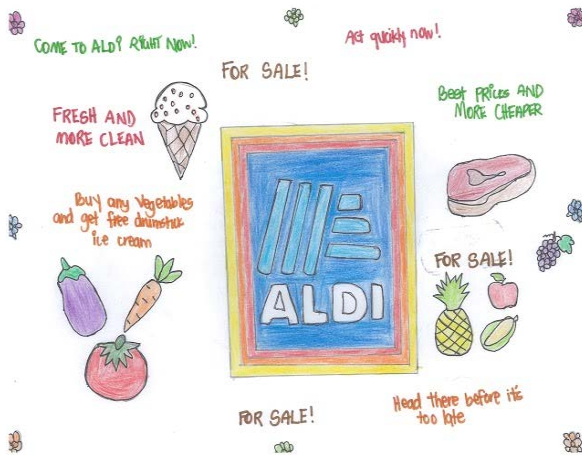 COME TO ALDI RIGHT NOW!
Act quickly now!
FOR SALE!
FRESH AND
MORE CLEAN
Best PRICES AND
MORE CHEAPER
Buy any Vegetables
and get free drumstick
ice cream
ALDI
FOR SALE!
FOR SALE!
Head there before it's
too late